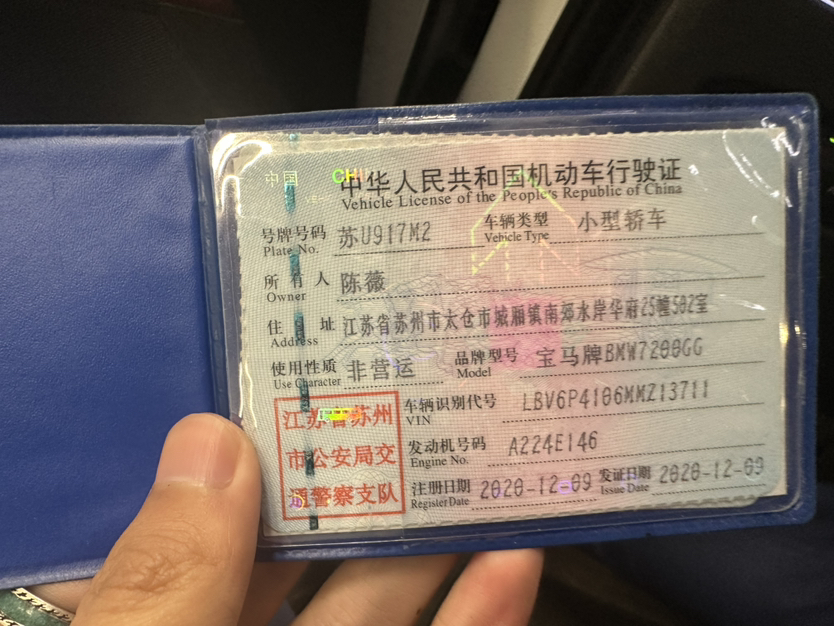 中国 CHI
中华人民共和国机动车行驶证
Vehicle License of the People's Republic of China
号牌号码 苏U917M2 车辆类型 小型轿车
Plate No. Vehicle Type
所有人 陈薇
Owner
住址 江苏省苏州市太仓市城厢镇南郊水岸华府25幢502室
Address
使用性质 非营运 品牌型号 宝马牌BMW7200GG
Use Character Model
江苏省苏州 车辆识别代号 LBV6P4106MMZ13711
VIN
市公安局交 发动机号码 A224E146
Engine No.
通警察支队 注册日期 2020-12-09 发证日期 2020-12-09
Register Date Issue Date